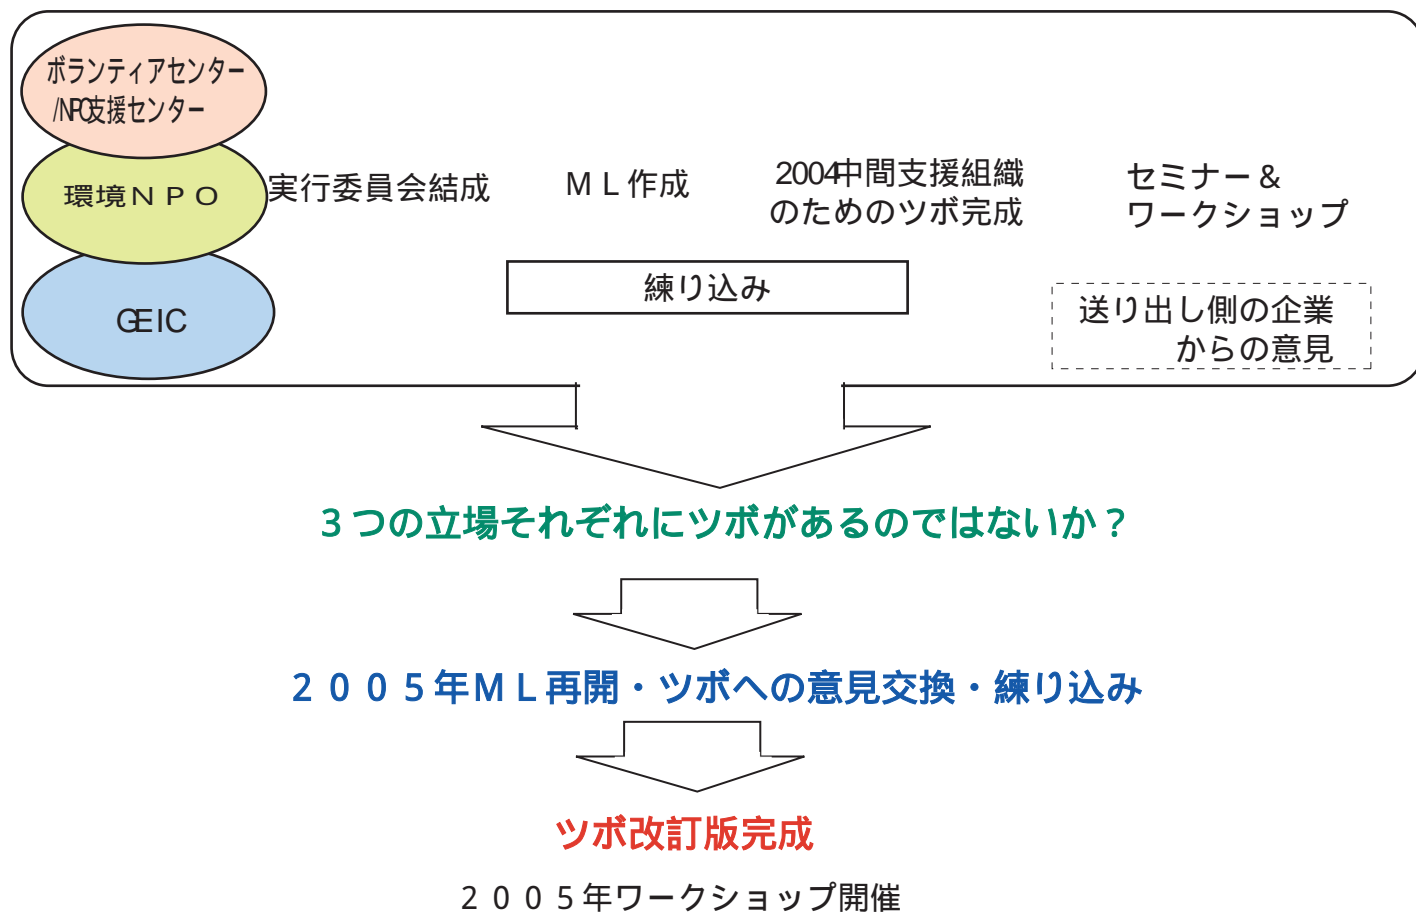 ボランティアセンター
/NPO支援センター
環境ＮＰＯ
GEIC
実行委員会結成
ＭＬ作成
2004中間支援組織
のためのツボ完成
セミナー＆
ワークショップ
練り込み
送り出し側の企業
からの意見
３つの立場それぞれにツボがあるのではないか？
２００５年ＭＬ再開・ツボへの意見交換・練り込み
ツボ改訂版完成
２００５年ワークショップ開催